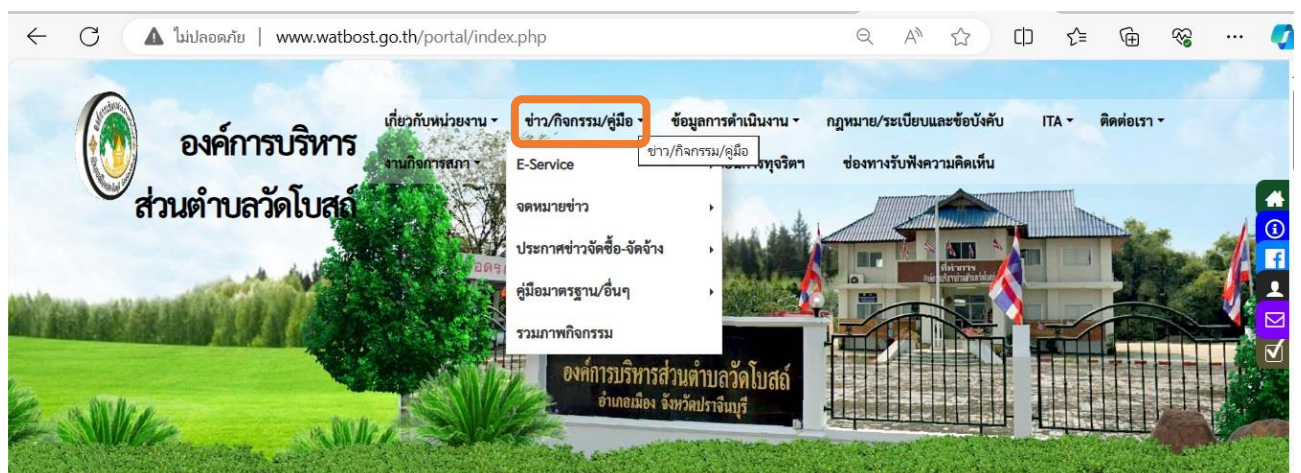 ไม่ปลอดภัย | www.watbost.go.th/portal/index.php
องค์การบริหาร
ส่วนตำบลวัดโบสถ์
เกี่ยวกับหน่วยงาน ข่าว/กิจกรรม/คู่มือ ข้อมูลการดำเนินงาน กฎหมาย/ระเบียบและข้อบังคับ ITA ติดต่อเรา
งานกิจการสภา ช่องทางรับฟังความคิดเห็น
ข่าว/กิจกรรม/คู่มือ
E-Service
จดหมายข่าว
ประกาศข่าวจัดซื้อ-จัดจ้าง
คู่มือมาตรฐาน/อื่นๆ
รวมภาพกิจกรรม
ที่ทำการ
องค์การบริหารส่วนตำบลวัดโบสถ์
อำเภอเมือง จังหวัดปราจีนบุรี